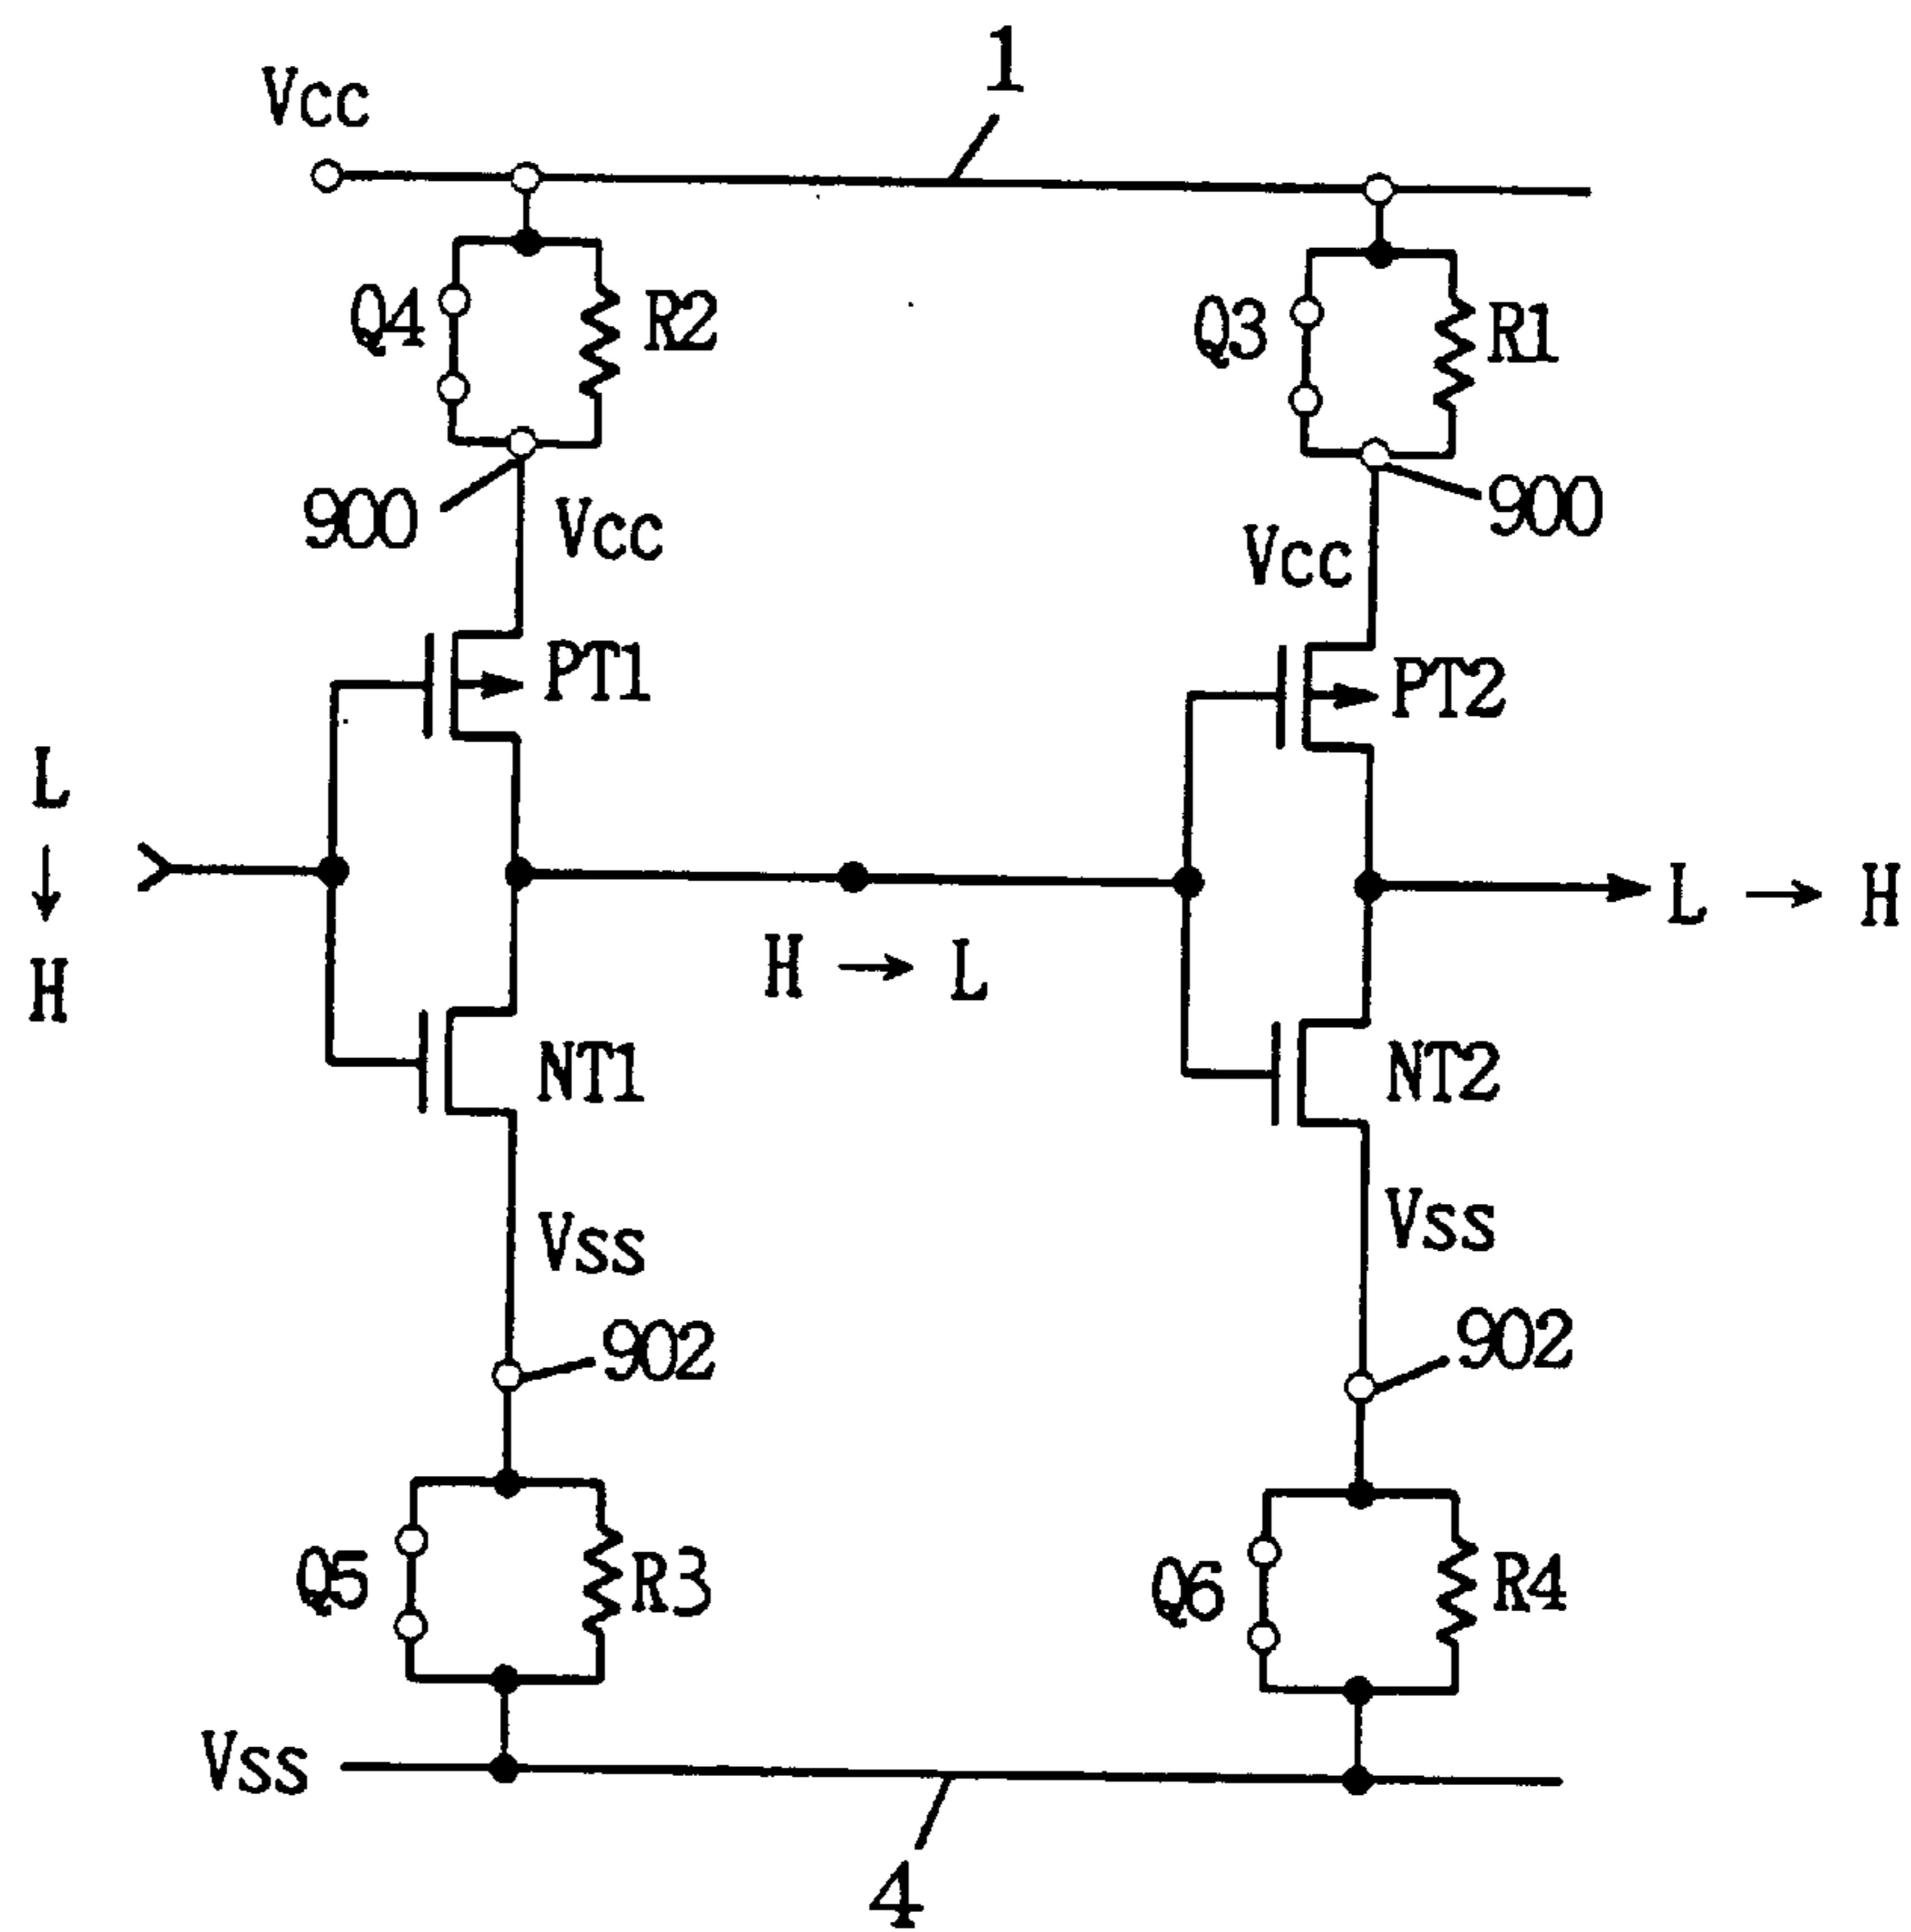 1
Vcc
Q4
R2
Q3
R1
900
Vcc
900
Vcc
PT1
PT2
L
↓
H
H → L
L → H
NT1
NT2
Vss
Vss
902
902
Q5
R3
Q6
R4
Vss
4